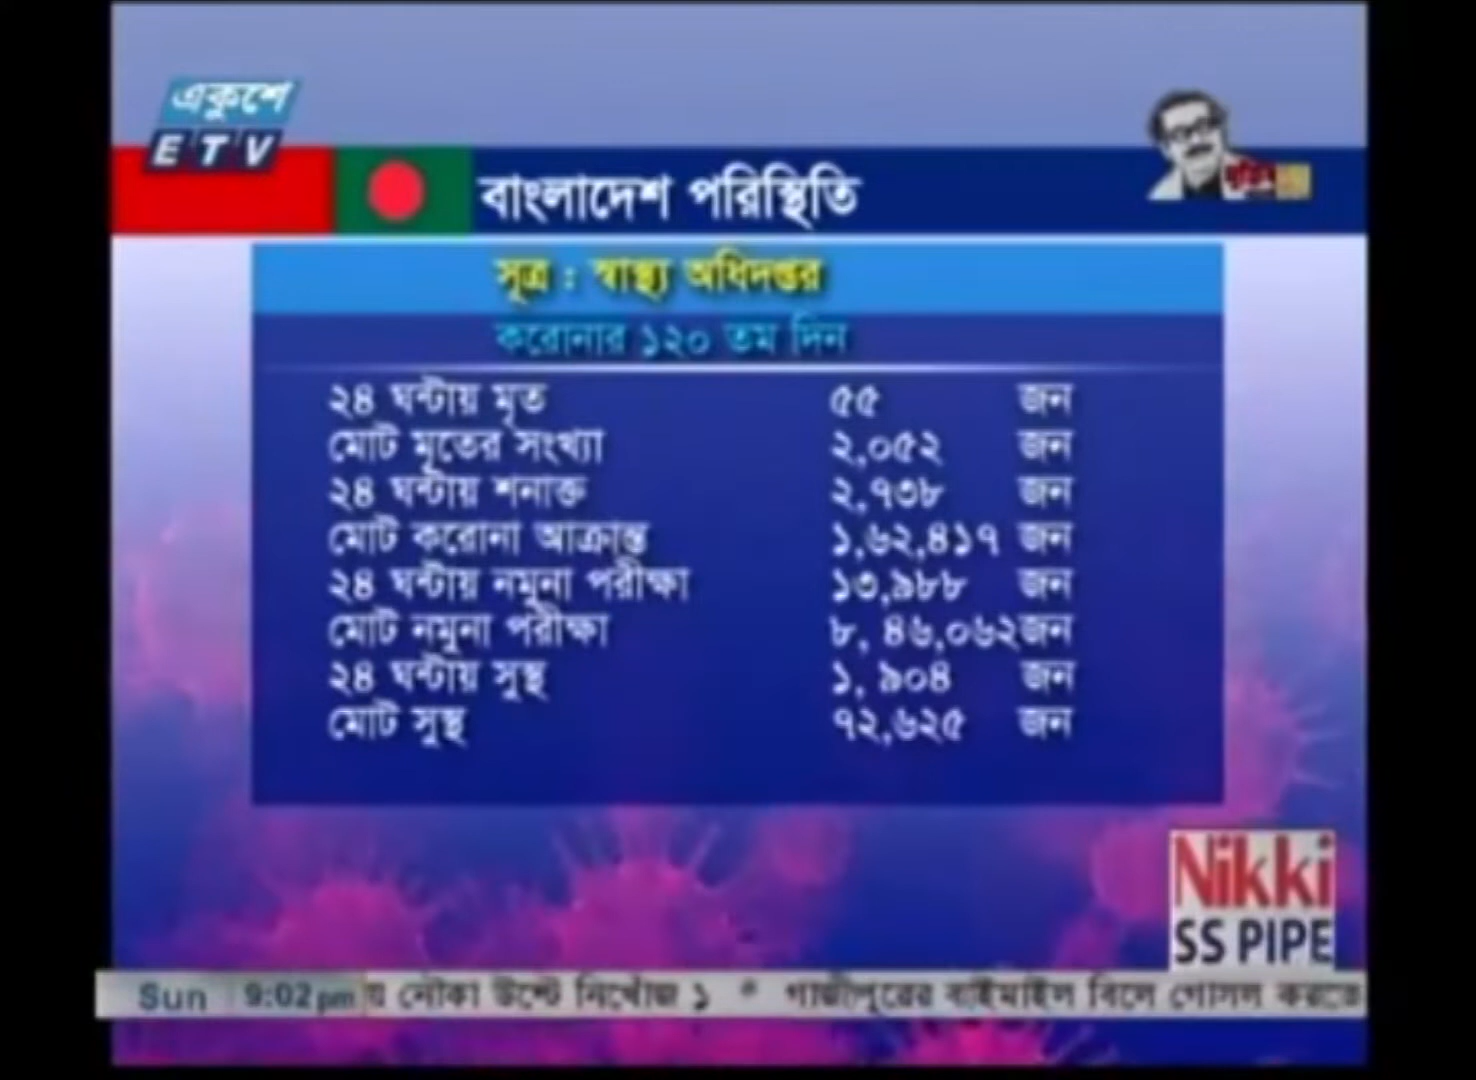 একুশে
ETV
বাংলাদেশ পরিস্থিতি
সূত্র : স্বাস্থ্য অধিদপ্তর
করোনার ১২০ তম দিন
২৪ ঘন্টায় মৃত ৫৫ জন
মোট মৃতের সংখ্যা ২,০৫২ জন
২৪ ঘন্টায় শনাক্ত ২,৭৩৮ জন
মোট করোনা আক্রান্ত ১,৬২,৪১৭ জন
২৪ ঘন্টায় নমুনা পরীক্ষা ১৩,৯৮৮ জন
মোট নমুনা পরীক্ষা ৮, ৪৬,০৬২জন
২৪ ঘন্টায় সুস্থ ১, ৯০৪ জন
মোট সুস্থ ৭২,৬২৫ জন
Nikki
SS PIPE
Sun 9:02 pm নৌকা উল্টে নিখোঁজ ১ * গাজীপুরের বাইমাইল বিলে গোসল করতে